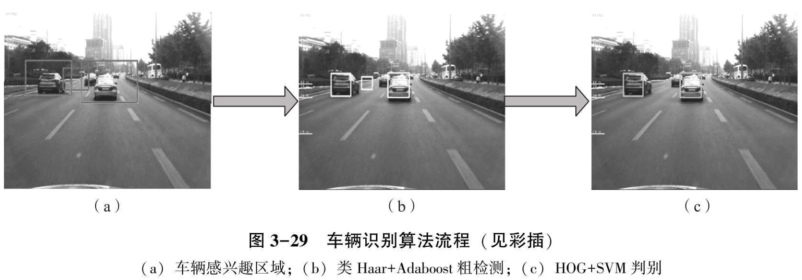 (a)
(b)
(c)
图 3-29 车辆识别算法流程（见彩插）
(a) 车辆感兴趣区域；(b) 类 Haar+Adaboost 粗检测；(c) HOG+SVM 判别